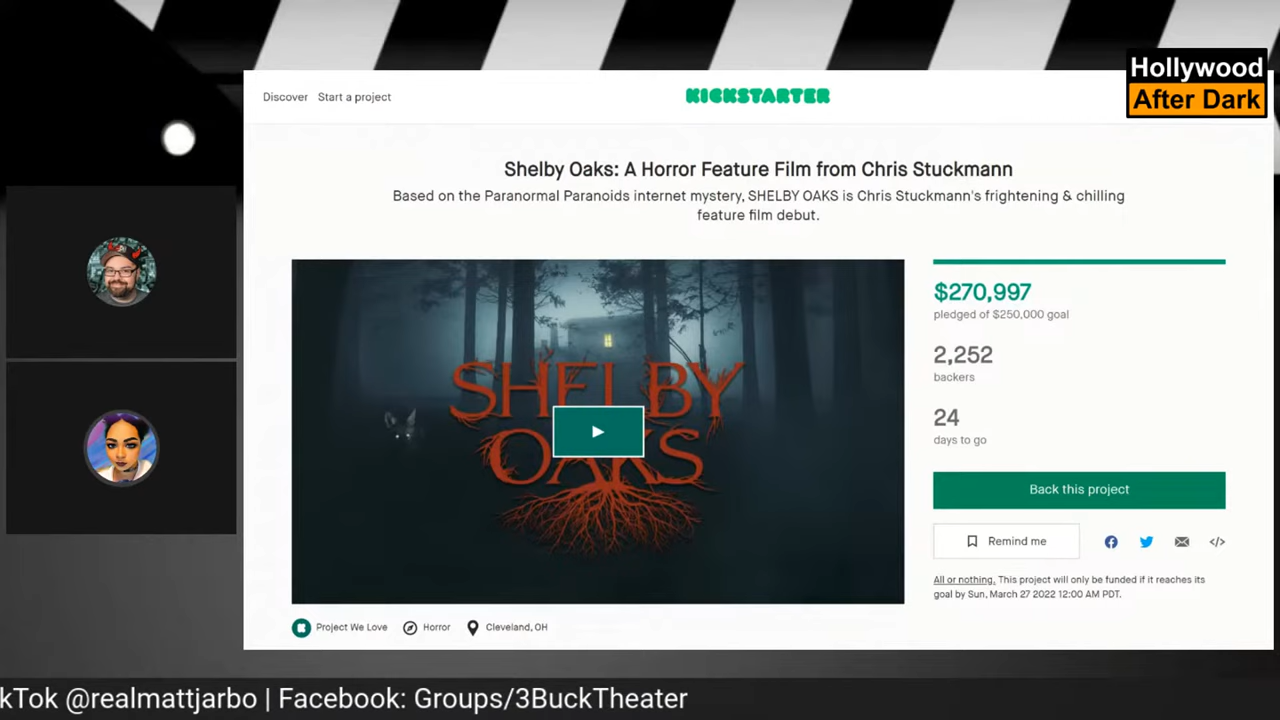 Hollywood
After Dark
Discover Start a project
KICKSTARTER
Shelby Oaks: A Horror Feature Film from Chris Stuckmann
Based on the Paranormal Paranoids internet mystery, SHELBY OAKS is Chris Stuckmann's frightening & chilling
feature film debut.
SHELBY
OAKS
$270,997
pledged of $250,000 goal
2,252
backers
24
days to go
Back this project
Remind me
All or nothing. This project will only be funded if it reaches its
goal by Sun, March 27 2022 12:00 AM PDT.
Project We Love Horror Cleveland, OH
kTok @realmattjarbo | Facebook: Groups/3BuckTheater